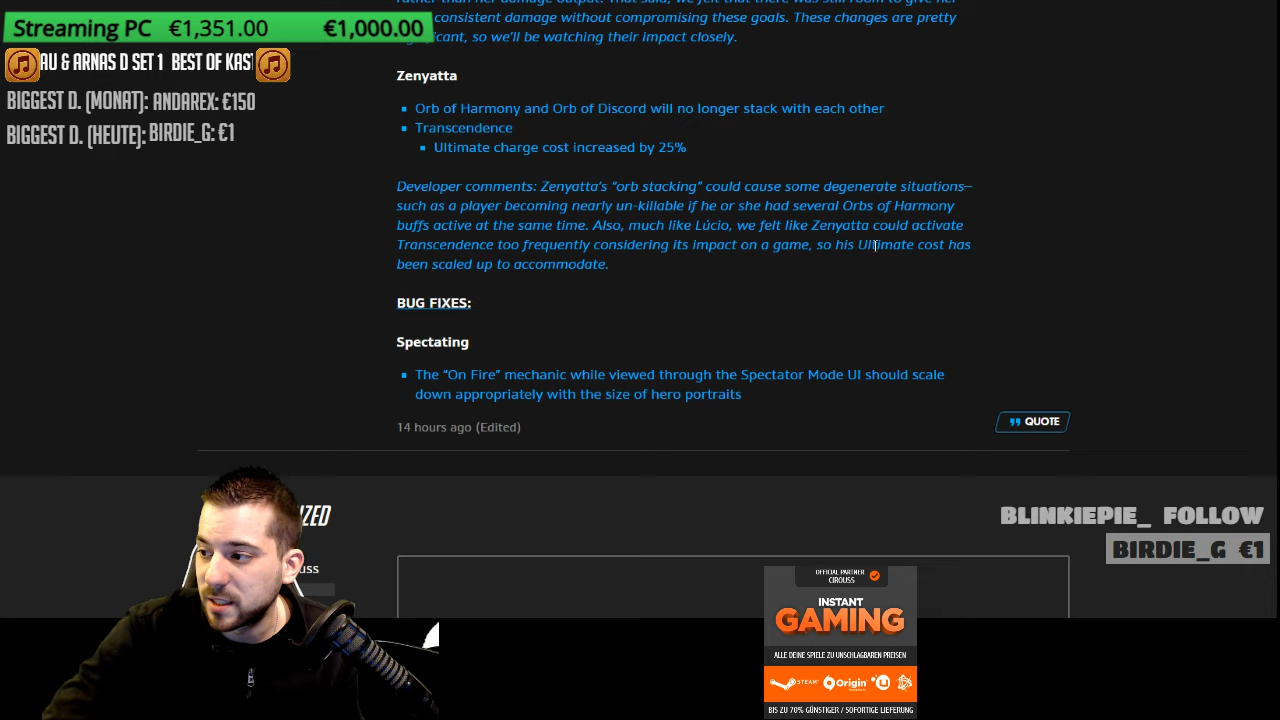 rather than her damage output. That said, we felt that there was still room to give her
Streaming PC €1,351.00 €1,000.00
consistent damage without compromising these goals. These changes are pretty
so we'll be watching their impact closely.
AU & ARNAS D SET 1 BEST OF KAS
BIGGEST D. (MONAT): ANDAREX: €150
BIGGEST D. (HEUTE): BIRDIE_G: €1
Zenyatta
Orb of Harmony and Orb of Discord will no longer stack with each other
Transcendence
Ultimate charge cost increased by 25%
Developer comments: Zenyatta's “orb stacking” could cause some degenerate situations—
such as a player becoming nearly un-killable if he or she had several Orbs of Harmony
buffs active at the same time. Also, much like Lúcio, we felt like Zenyatta could activate
Transcendence too frequently considering its impact on a game, so his Ultimate cost has
been scaled up to accommodate.
BUG FIXES:
Spectating
The “On Fire” mechanic while viewed through the Spectator Mode UI should scale
down appropriately with the size of hero portraits
14 hours ago (Edited)
QUOTE
BLINKIEPIE_ FOLLOW
BIRDIE_G €1
OFFICIAL PARTNER
CIROUSS
INSTANT
GAMING
ALLE DEINE SPIELE ZU UNSCHLAGBAREN PREISEN
STEAM Origin
BIS ZU 70% GÜNSTIGER / SOFORTIGE LIEFERUNG